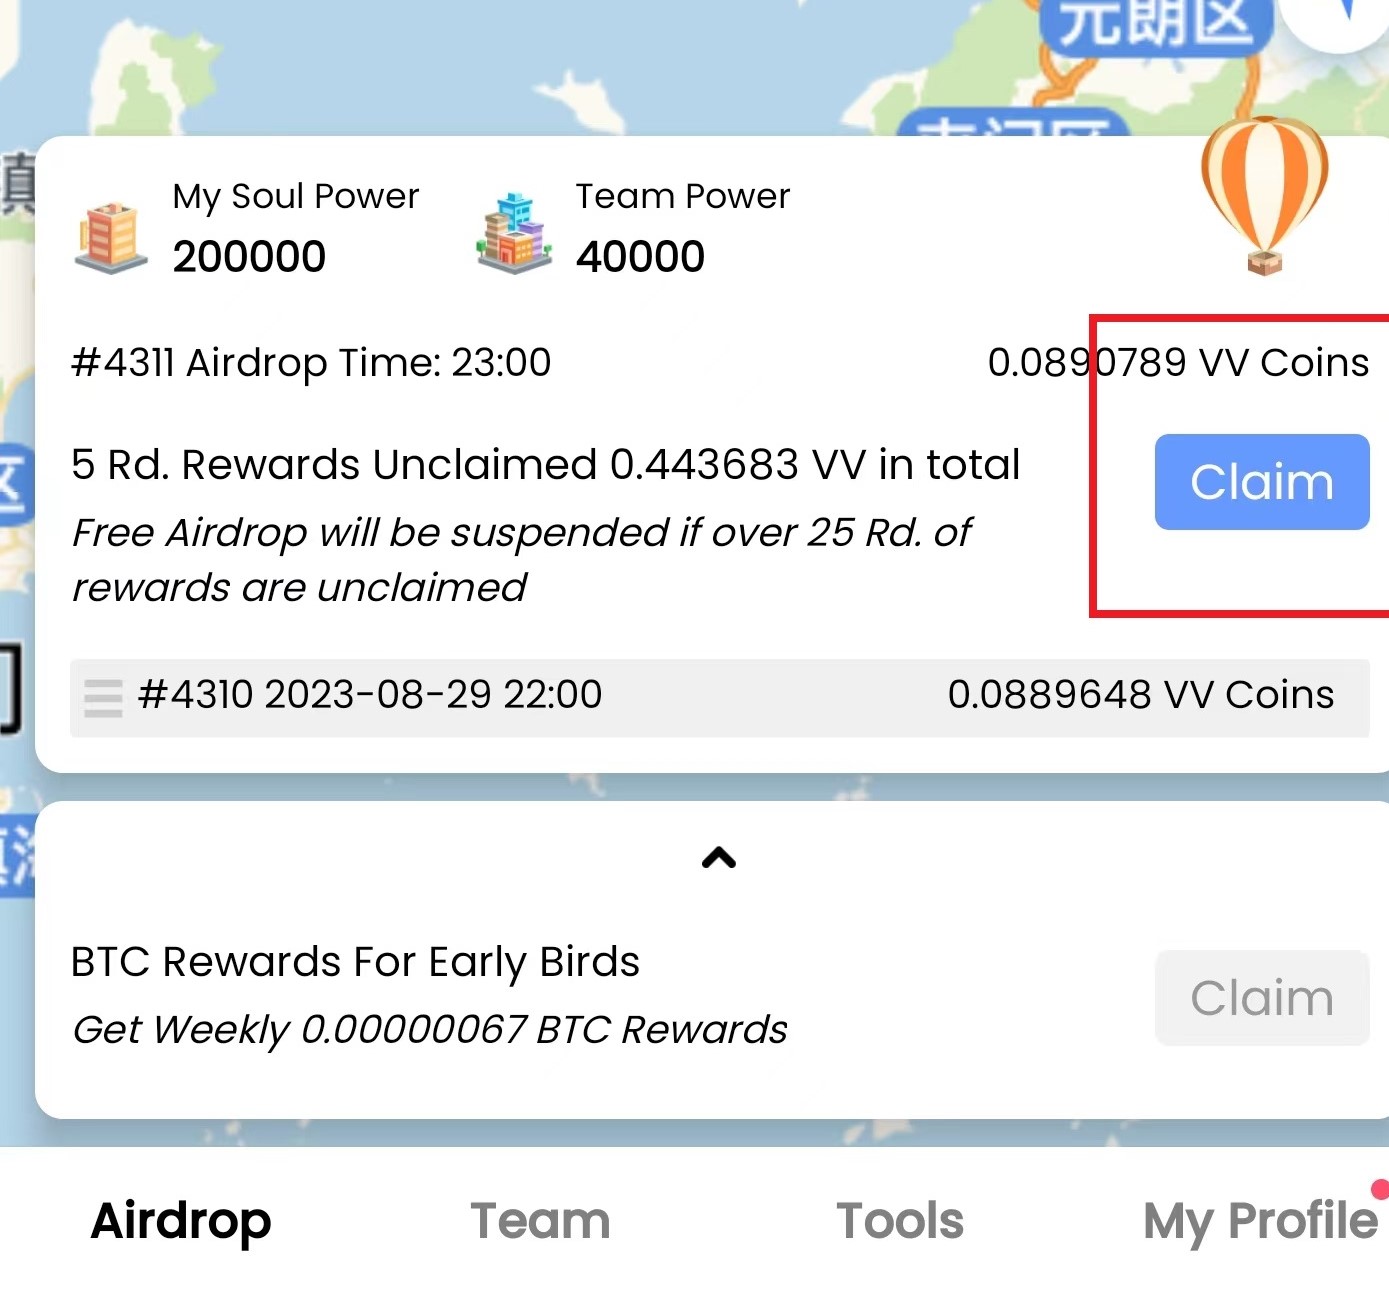 元朗区
My Soul Power
Team Power
200000
40000
#4311 Airdrop Time: 23:00
0.0890789 VV Coins
5 Rd. Rewards Unclaimed 0.443683 VV in total
Claim
Free Airdrop will be suspended if over 25 Rd. of
rewards are unclaimed
#4310 2023-08-29 22:00
0.0889648 VV Coins
BTC Rewards For Early Birds
Claim
Get Weekly 0.00000067 BTC Rewards
Airdrop
Team
Tools
My Profile